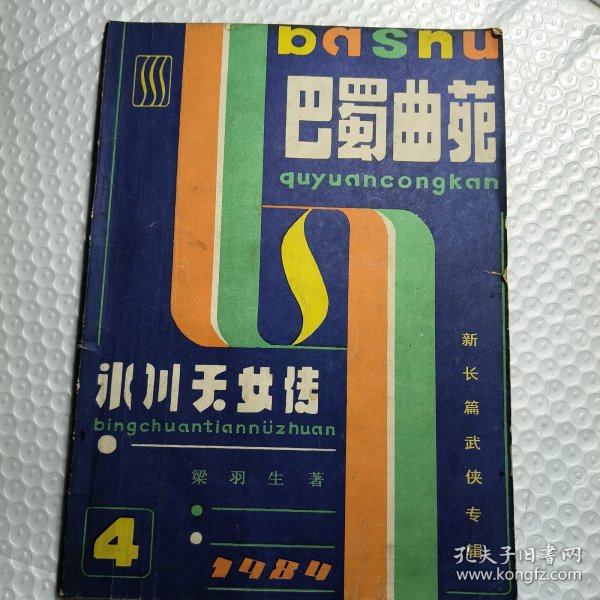 bashu
巴蜀曲苑
quyuancongkan
冰川天女传
bingchuantiannüzhuan
梁羽生著
新长篇武侠专辑
4
1984
孔夫子旧书网
www.kongfz.com